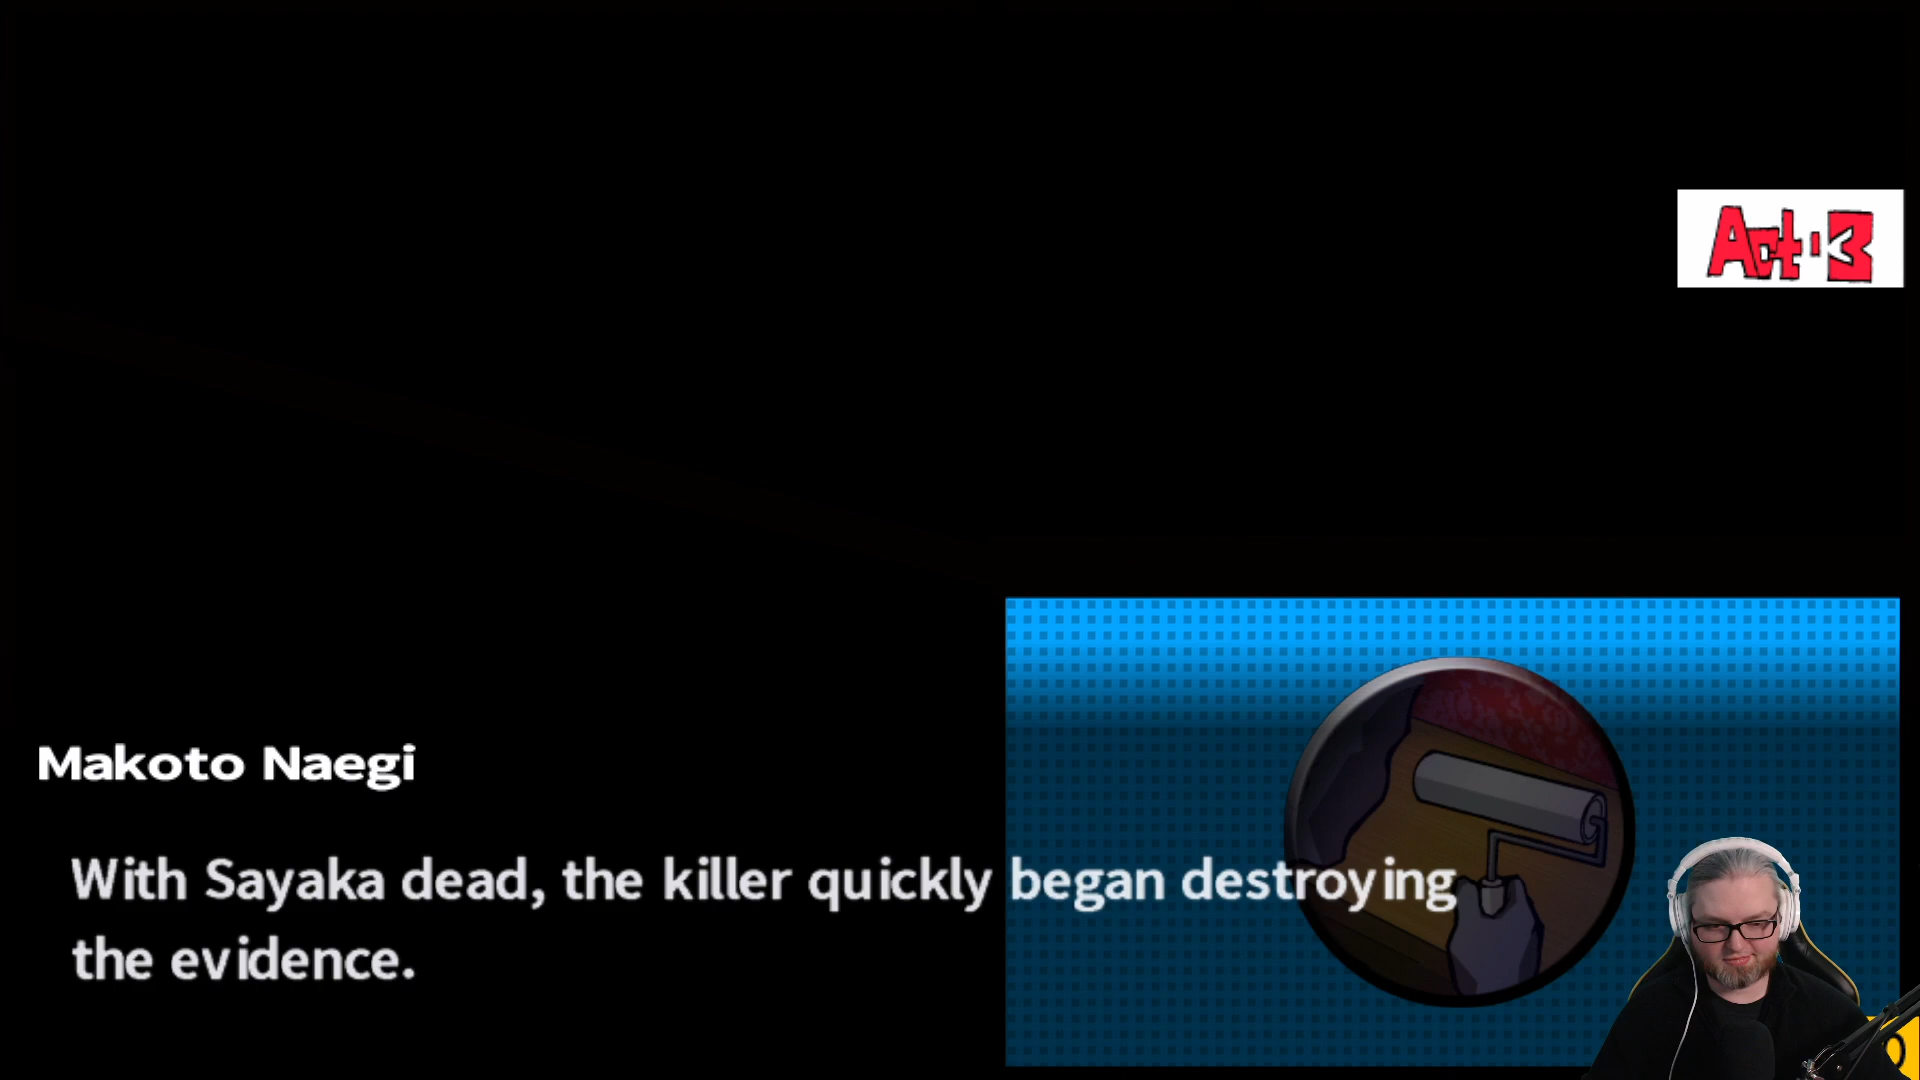 Act.3
Makoto Naegi
With Sayaka dead, the killer quickly began destroying
the evidence.